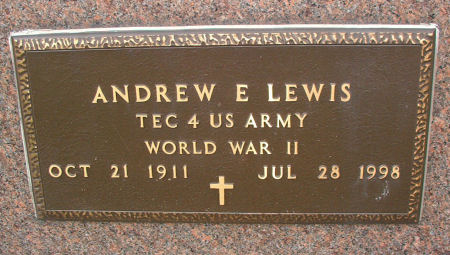 ANDREW E LEWIS
TEC 4 US ARMY
WORLD WAR II
OCT 21 1911 JUL 28 1998